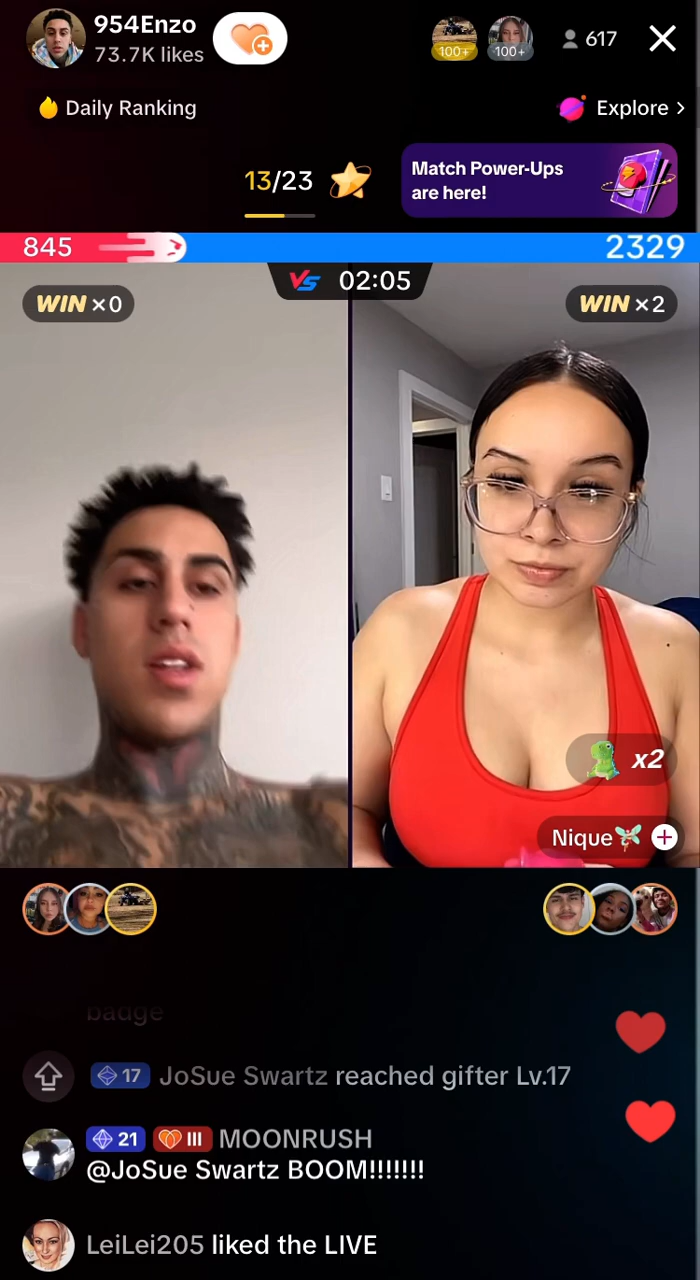 954Enzo
73.7K likes
100+
100+
617
Daily Ranking
Explore >
13/23
Match Power-Ups
are here!
845
2329
VS 02:05
WIN ×0
WIN ×2
x2
Nique
badge
17 JoSue Swartz reached gifter Lv.17
21 III MOONRUSH
@JoSue Swartz BOOM!!!!!!!
LeiLei205 liked the LIVE